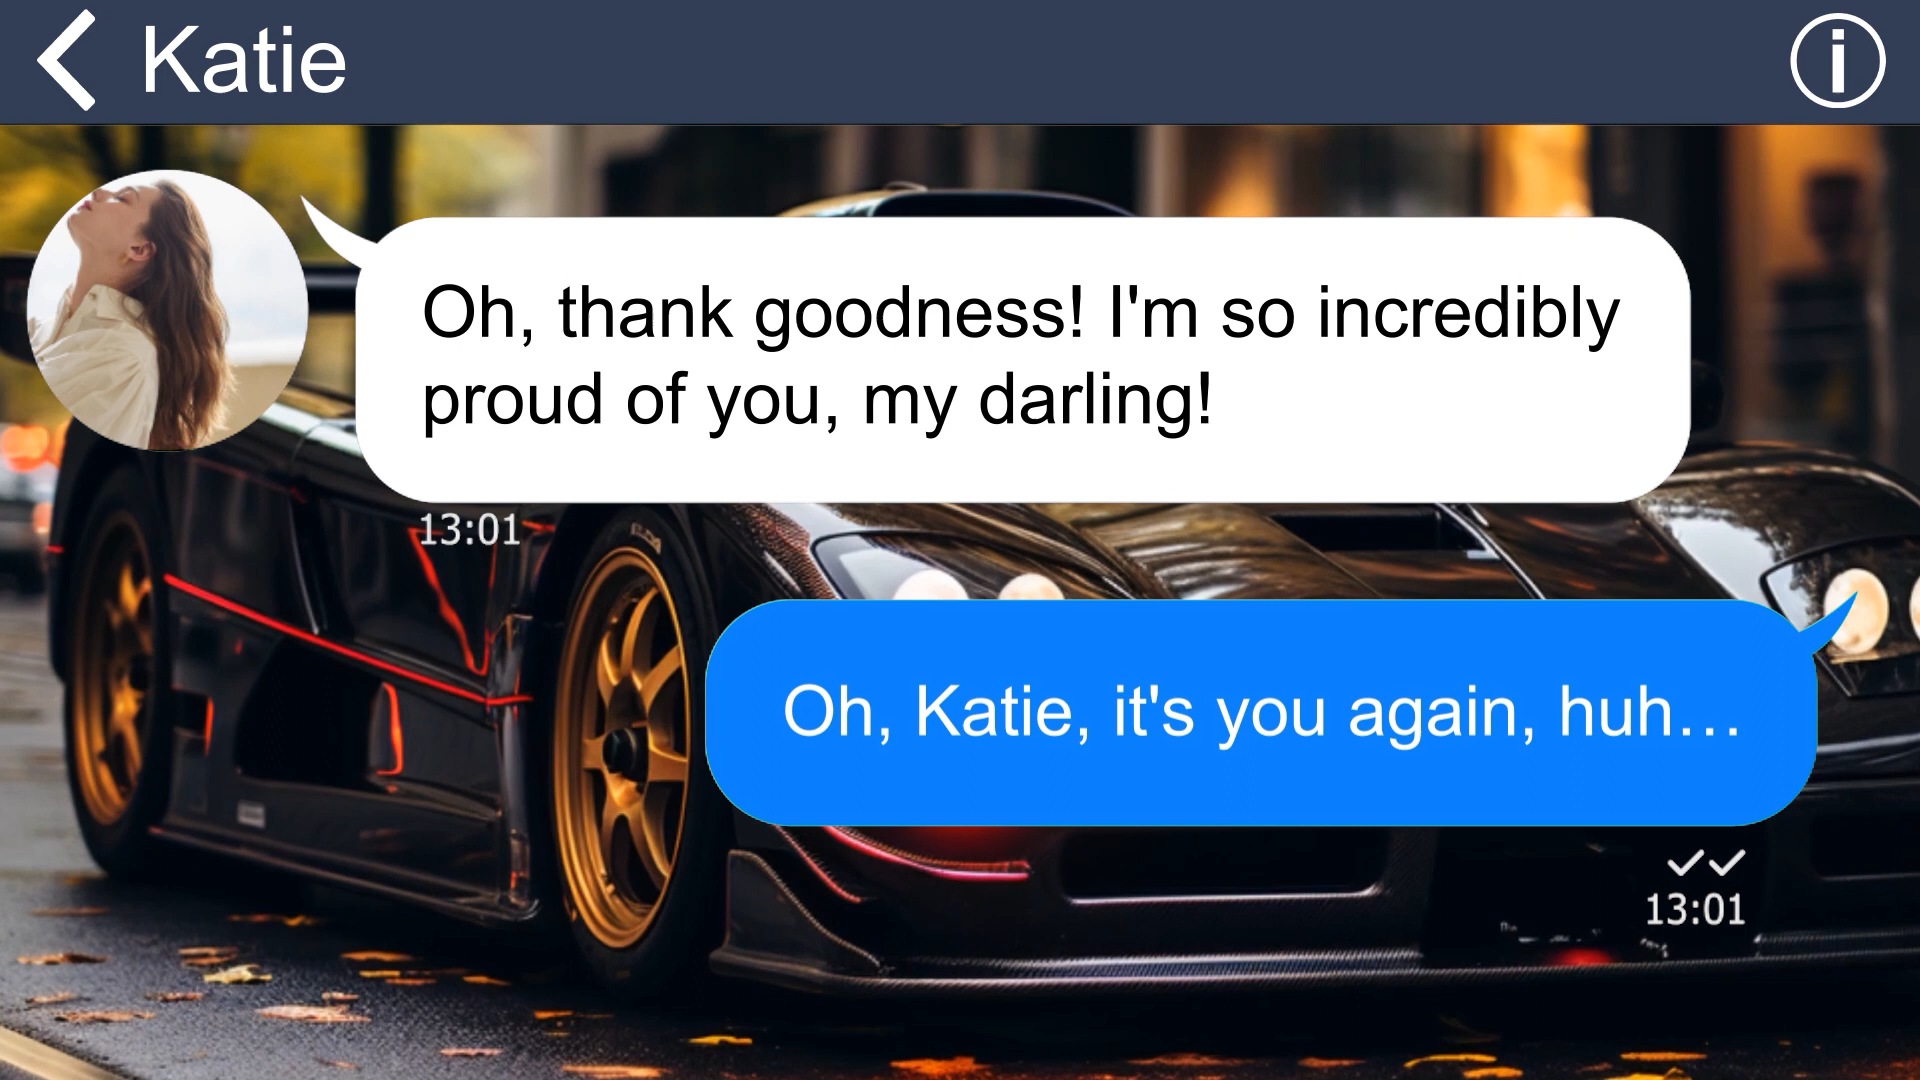 Katie
Oh, thank goodness! I'm so incredibly
proud of you, my darling!
13:01
Oh, Katie, it's you again, huh…
13:01